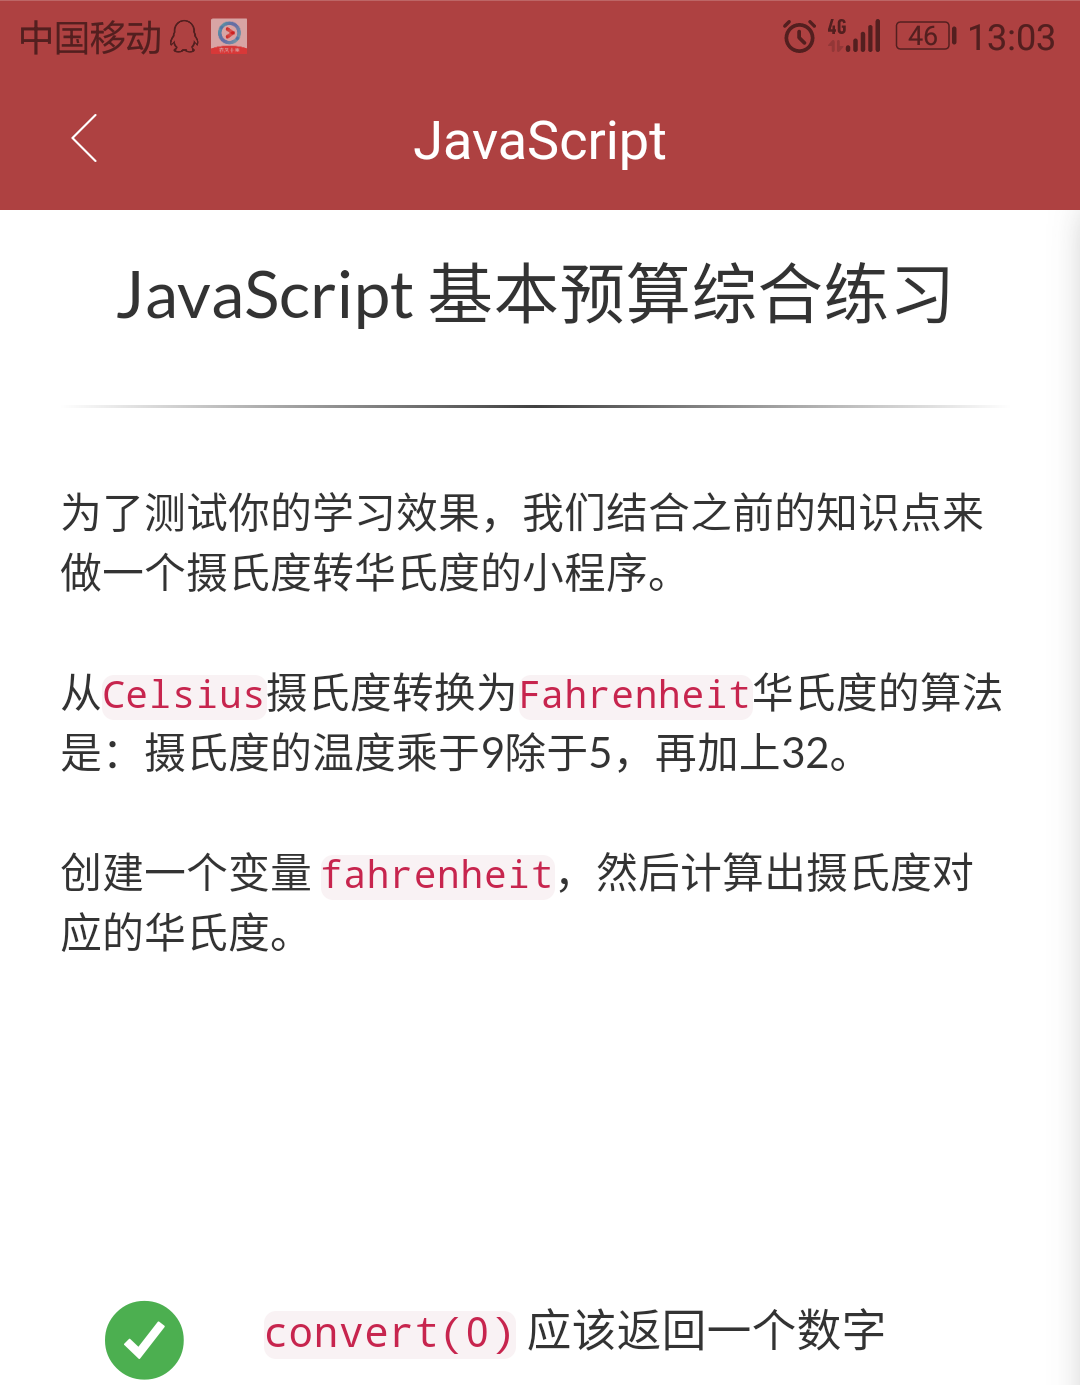 中国移动 4G 46 13:03
JavaScript
JavaScript 基本预算综合练习
为了测试你的学习效果，我们结合之前的知识点来
做一个摄氏度转华氏度的小程序。
从Celsius摄氏度转换为Fahrenheit华氏度的算法
是：摄氏度的温度乘于9除于5，再加上32。
创建一个变量 fahrenheit，然后计算出摄氏度对
应的华氏度。
convert(0) 应该返回一个数字